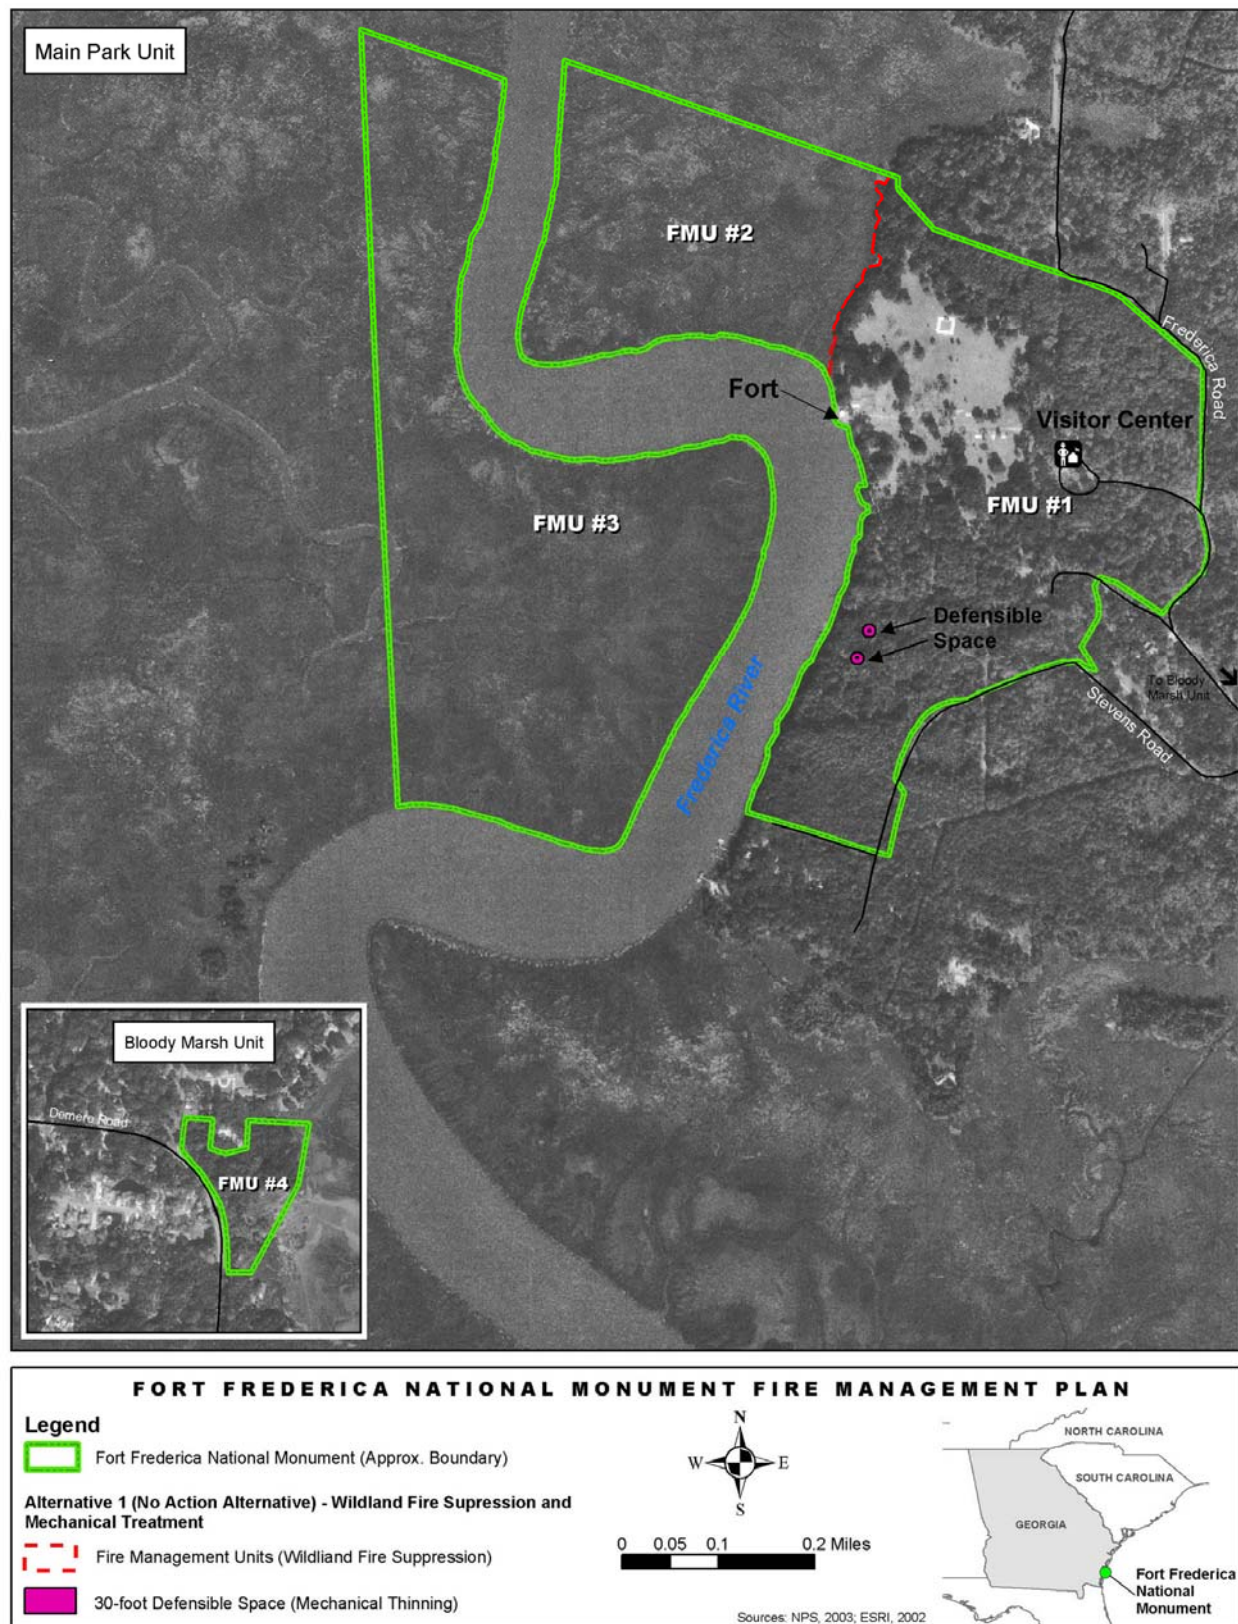 Main Park Unit
FMU #2
Frederica Road
Fort
Visitor Center
FMU #1
FMU #3
Defensible
Space
To Bloody
Marsh Unit
Stevens Road
Frederica River
Bloody Marsh Unit
Demere Road
FMU #4
FORT FREDERICA NATIONAL MONUMENT FIRE MANAGEMENT PLAN
Legend
Fort Frederica National Monument (Approx. Boundary)
Alternative 1 (No Action Alternative) - Wildland Fire Supression and
Mechanical Treatment
Fire Management Units (Wildliand Fire Suppression)
30-foot Defensible Space (Mechanical Thinning)
N
W E
S
0 0.05 0.1 0.2 Miles
NORTH CAROLINA
SOUTH CAROLINA
GEORGIA
Fort Frederica
National
Monument
Sources: NPS, 2003; ESRI, 2002